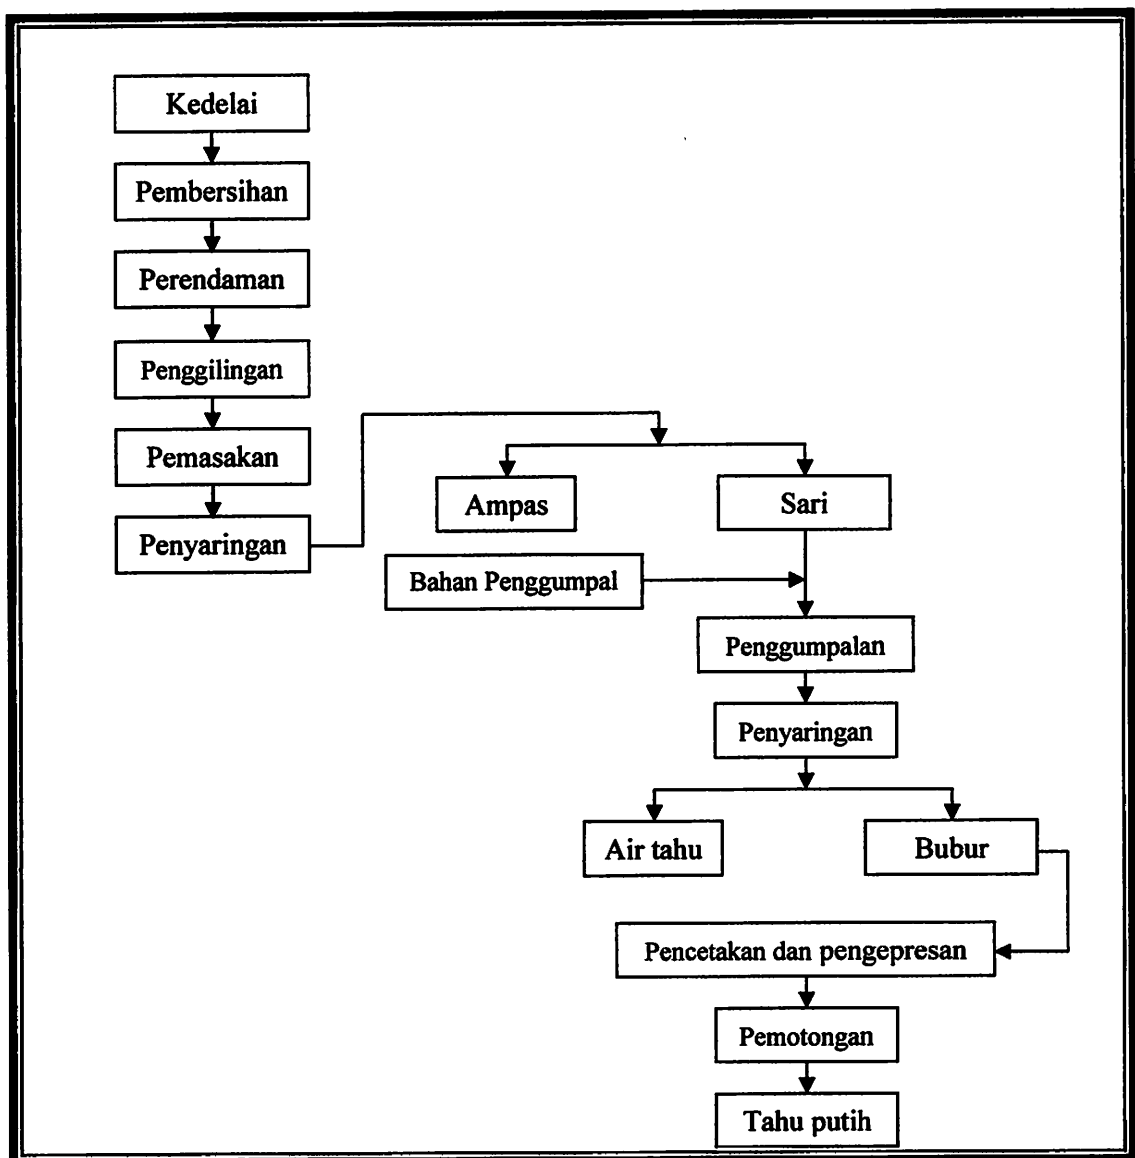 Kedelai
Pembersihan
Perendaman
Penggilingan
Pemasakan
Penyaringan
Ampas
Sari
Bahan Penggumpal
Penggumpalan
Penyaringan
Air tahu
Bubur
Pencetakan dan pengepresan
Pemotongan
Tahu putih